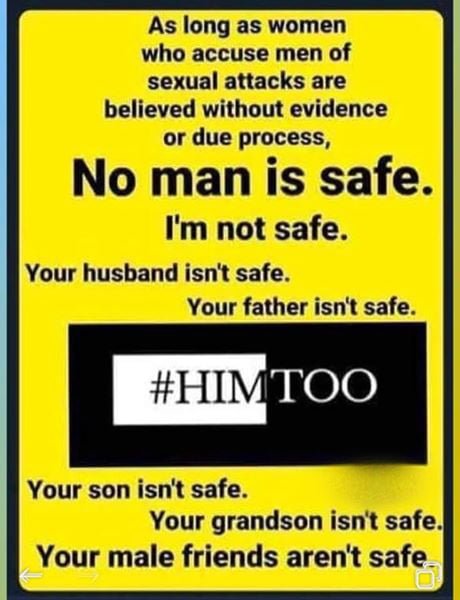 As long as women
who accuse men of
sexual attacks are
believed without evidence
or due process,
No man is safe.
I'm not safe.
Your husband isn't safe.
Your father isn't safe.
#HIMTOO
Your son isn't safe.
Your grandson isn't safe.
Your male friends aren't safe